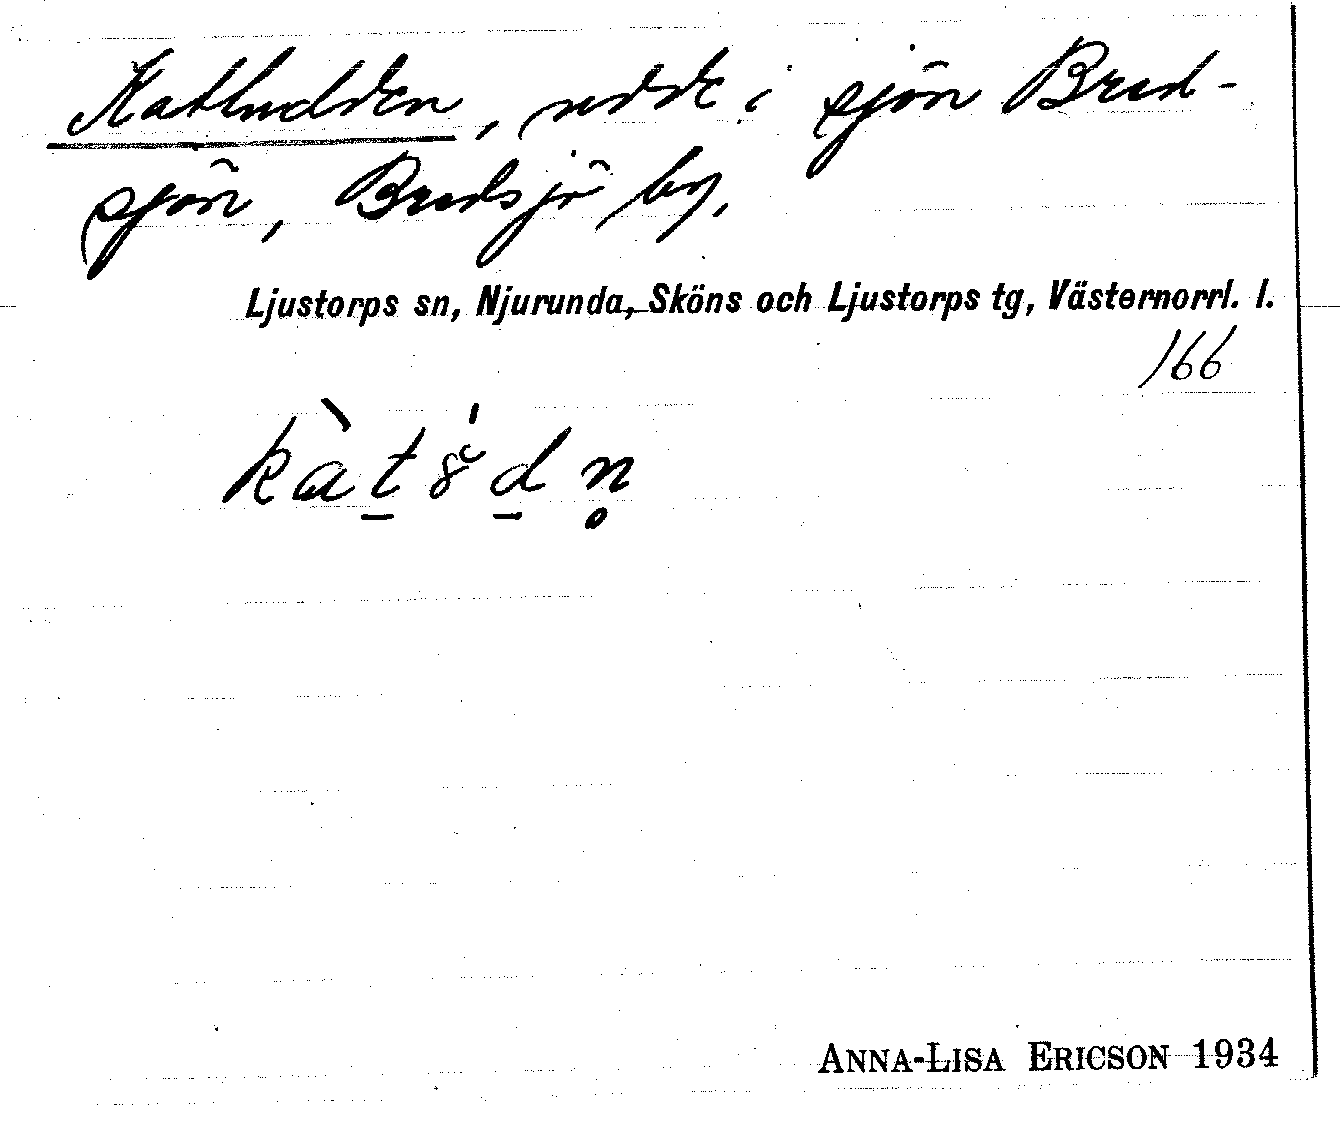 Kathudden, udde i sjön Bred-
sjön, Bredsjö by.
Ljustorps sn, Njurunda, Sköns och Ljustorps tg, Västernorrl. l.
166
ANNA-LISA ERICSON 1934